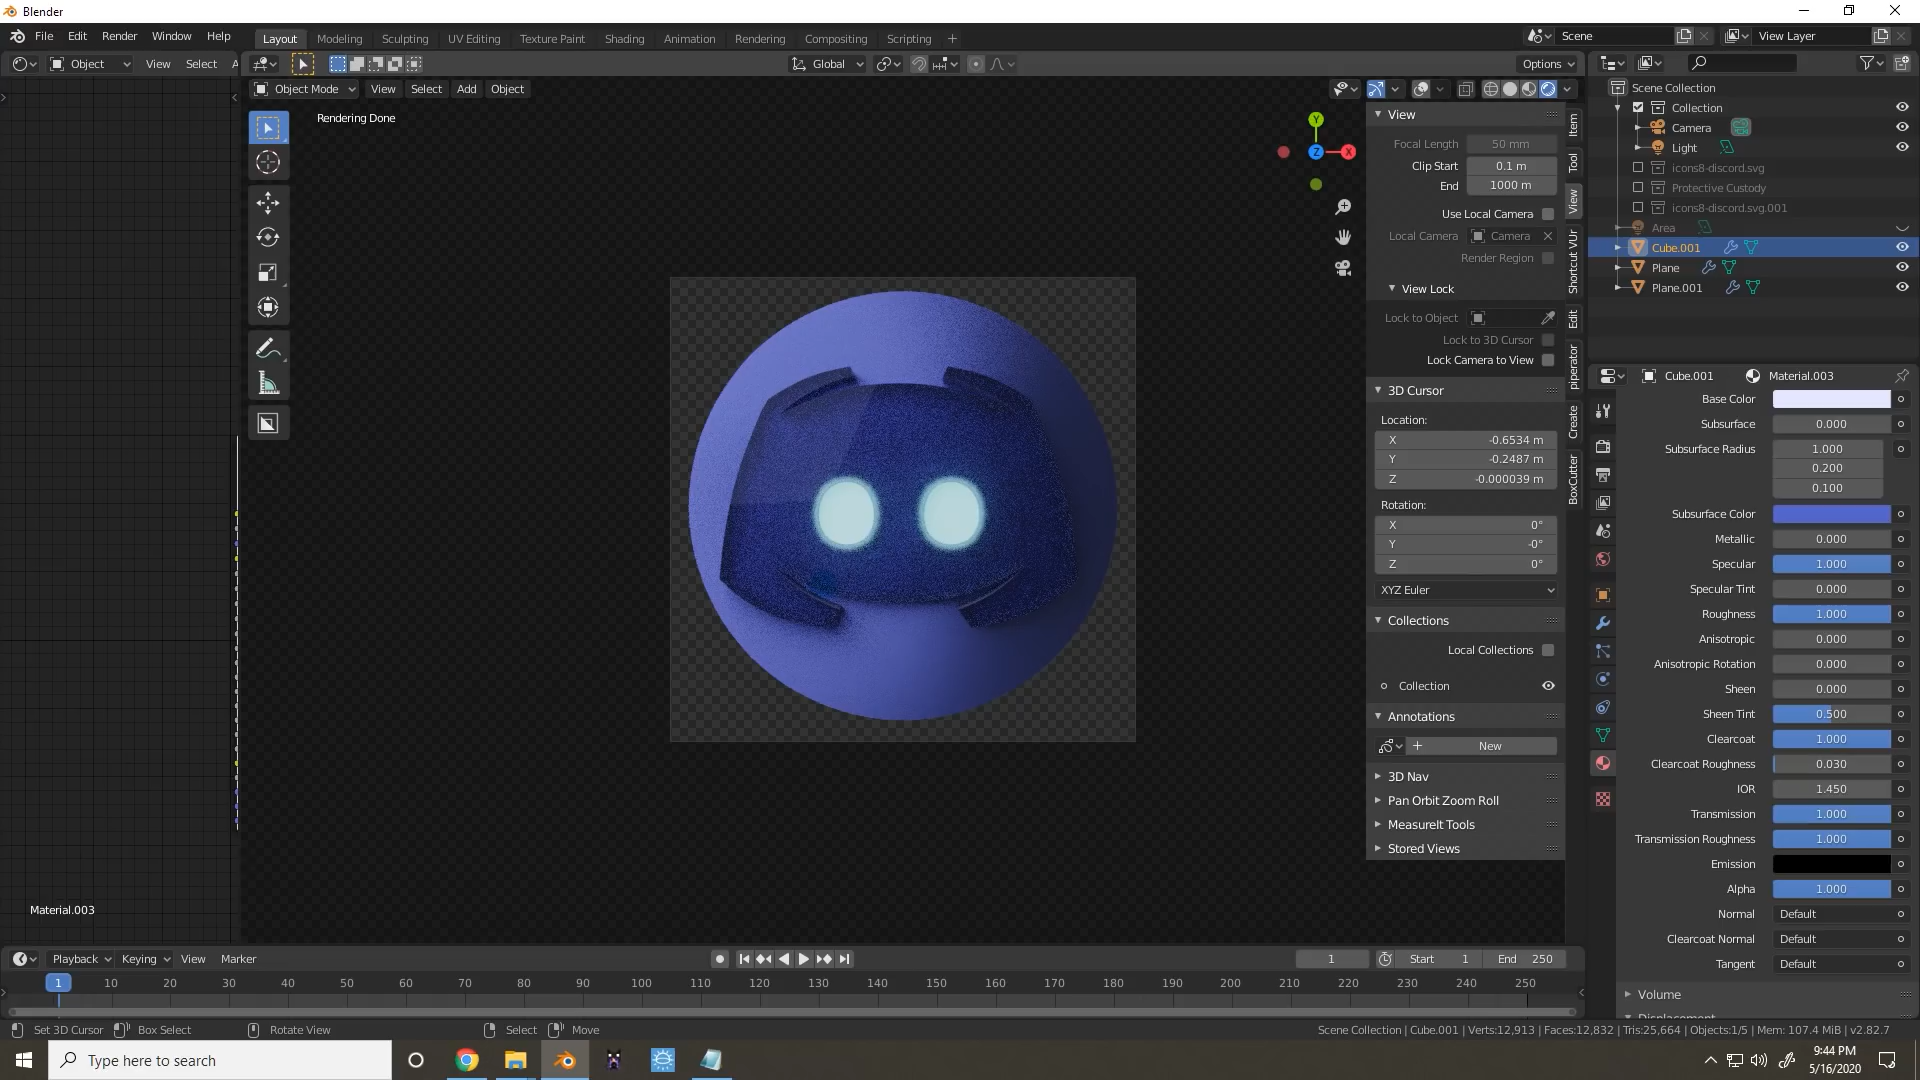 Blender
File Edit Render Window Help
Layout Modeling Sculpting UV Editing Texture Paint Shading Animation Rendering Compositing Scripting +
Scene
View Layer
Object View Select A
Global
Options
Object Mode View Select Add Object
Rendering Done
Y
Z
X
View
Focal Length 50 mm
Clip Start 0.1 m
End 1000 m
Use Local Camera
Local Camera Camera
Render Region
View Lock
Lock to Object
Lock to 3D Cursor
Lock Camera to View
3D Cursor
Location:
X -0.6534 m
Y -0.2487 m
Z -0.000039 m
Rotation:
X 0°
Y -0°
Z 0°
XYZ Euler
Collections
Local Collections
Collection
Annotations
+ New
3D Nav
Pan Orbit Zoom Roll
MeasureIt Tools
Stored Views
Item
Tool
View
Shortcut VUr
Edit
piperator
Create
BoxCutter
Scene Collection
Collection
Camera
Light
icons8-discord.svg
Protective Custody
icons8-discord.svg.001
Area
Cube.001
Plane
Plane.001
Cube.001 Material.003
Base Color
Subsurface 0.000
Subsurface Radius 1.000
0.200
0.100
Subsurface Color
Metallic 0.000
Specular 1.000
Specular Tint 0.000
Roughness 1.000
Anisotropic 0.000
Anisotropic Rotation 0.000
Sheen 0.000
Sheen Tint 0.500
Clearcoat 1.000
Clearcoat Roughness 0.030
IOR 1.450
Transmission 1.000
Transmission Roughness 1.000
Emission
Alpha 1.000
Normal Default
Clearcoat Normal Default
Tangent Default
Volume
Displacement
Material.003
Playback Keying View Marker
1
Start 1
End 250
1 10 20 30 40 50 60 70 80 90 100 110 120 130 140 150 160 170 180 190 200 210 220 230 240 250
Set 3D Cursor Box Select Rotate View Select Move
Scene Collection | Cube.001 | Verts:12,913 | Faces:12,832 | Tris:25,664 | Objects:1/5 | Mem: 107.4 MiB | v2.82.7
Type here to search
9:44 PM
5/16/2020